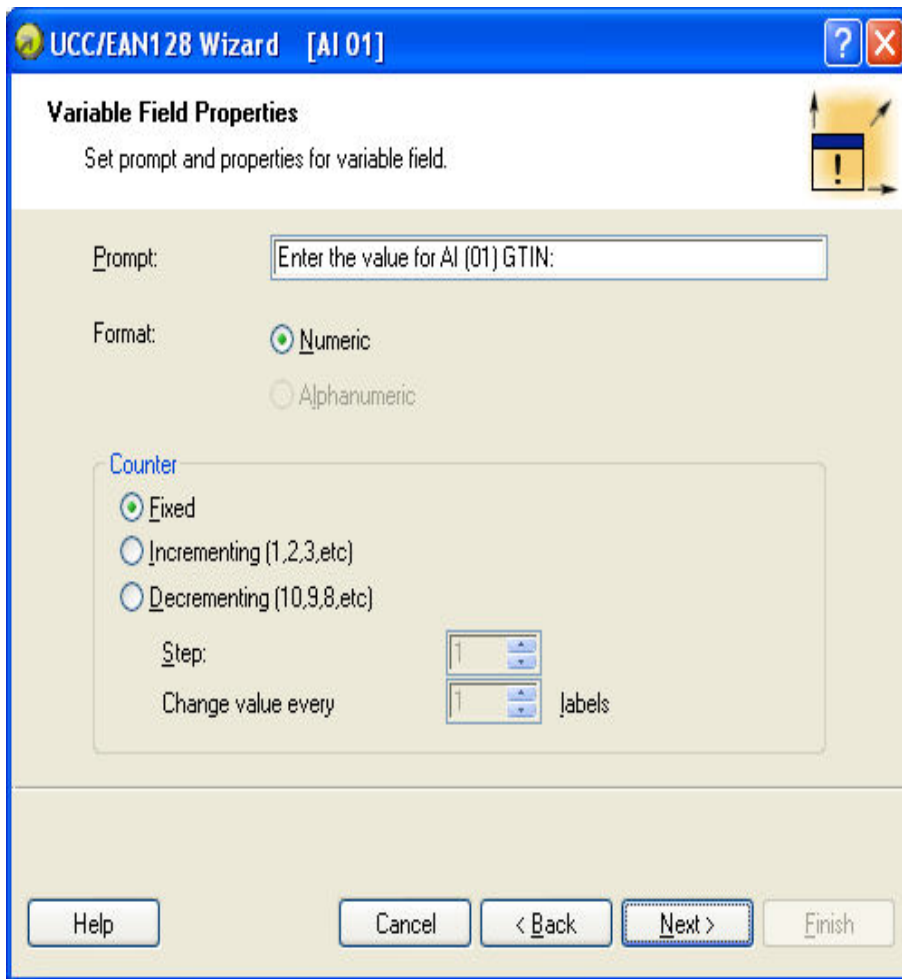 UCC/EAN128 Wizard [AI 01]
Variable Field Properties
Set prompt and properties for variable field.
Prompt: Enter the value for AI (01) GTIN:
Format: Numeric
Alphanumeric
Counter
Fixed
Incrementing (1,2,3,etc)
Decrementing (10,9,8,etc)
Step: 1
Change value every 1 labels
Help Cancel < Back Next > Finish